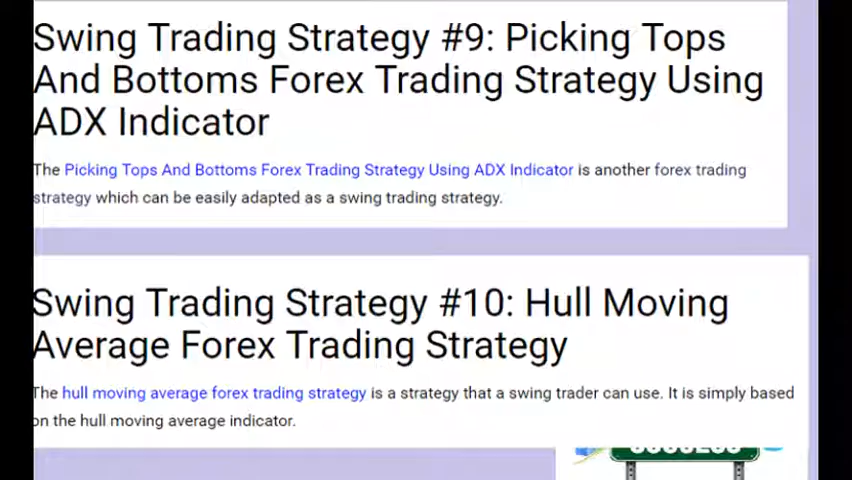 Swing Trading Strategy #9: Picking Tops
And Bottoms Forex Trading Strategy Using
ADX Indicator
The Picking Tops And Bottoms Forex Trading Strategy Using ADX Indicator is another forex trading
strategy which can be easily adapted as a swing trading strategy.
Swing Trading Strategy #10: Hull Moving
Average Forex Trading Strategy
The hull moving average forex trading strategy is a strategy that a swing trader can use. It is simply based
on the hull moving average indicator.